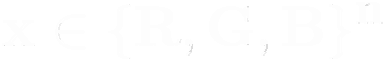 x ∈ {R, G, B}^n